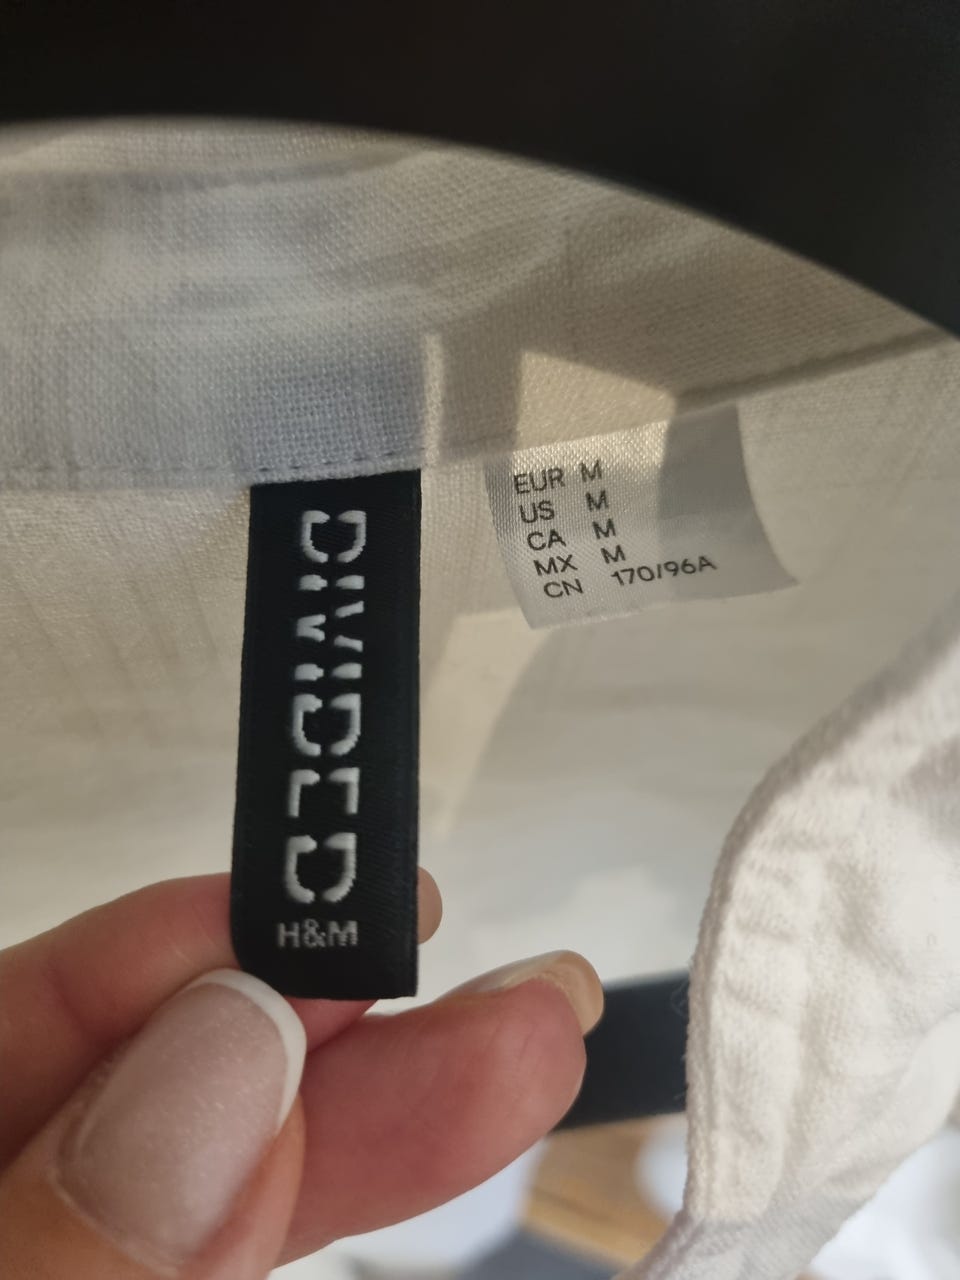 DIVIDED
H&M
EUR M
US M
CA M
MX M
CN 170/96A